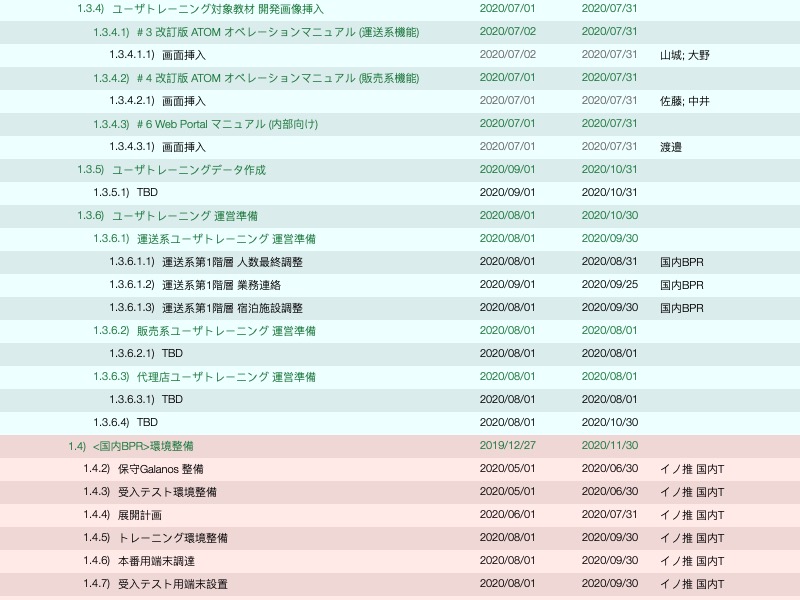 1.3.4) ユーザトレーニング対象教材 開発画像挿入 2020/07/01 2020/07/31
1.3.4.1) # 3 改訂版 ATOM オペレーションマニュアル (運送系機能) 2020/07/02 2020/07/31
1.3.4.1.1) 画面挿入 2020/07/02 2020/07/31 山城; 大野
1.3.4.2) # 4 改訂版 ATOM オペレーションマニュアル (販売系機能) 2020/07/01 2020/07/31
1.3.4.2.1) 画面挿入 2020/07/01 2020/07/31 佐藤; 中井
1.3.4.3) # 6 Web Portal マニュアル (内部向け) 2020/07/01 2020/07/31
1.3.4.3.1) 画面挿入 2020/07/01 2020/07/31 渡邉
1.3.5) ユーザトレーニングデータ作成 2020/09/01 2020/10/31
1.3.5.1) TBD 2020/09/01 2020/10/31
1.3.6) ユーザトレーニング 運営準備 2020/08/01 2020/10/30
1.3.6.1) 運送系ユーザトレーニング 運営準備 2020/08/01 2020/09/30
1.3.6.1.1) 運送系第1階層 人数最終調整 2020/08/01 2020/08/31 国内BPR
1.3.6.1.2) 運送系第1階層 業務連絡 2020/09/01 2020/09/25 国内BPR
1.3.6.1.3) 運送系第1階層 宿泊施設調整 2020/08/01 2020/09/30 国内BPR
1.3.6.2) 販売系ユーザトレーニング 運営準備 2020/08/01 2020/08/01
1.3.6.2.1) TBD 2020/08/01 2020/08/01
1.3.6.3) 代理店ユーザトレーニング 運営準備 2020/08/01 2020/08/01
1.3.6.3.1) TBD 2020/08/01 2020/08/01
1.3.6.4) TBD 2020/08/01 2020/10/30
1.4) <国内BPR>環境整備 2019/12/27 2020/11/30
1.4.2) 保守Galanos 整備 2020/05/01 2020/06/30 イノ推 国内T
1.4.3) 受入テスト環境整備 2020/05/01 2020/06/30 イノ推 国内T
1.4.4) 展開計画 2020/06/01 2020/07/31 イノ推 国内T
1.4.5) トレーニング環境整備 2020/08/01 2020/09/30 イノ推 国内T
1.4.6) 本番用端末調達 2020/08/01 2020/09/30 イノ推 国内T
1.4.7) 受入テスト用端末設置 2020/08/01 2020/09/30 イノ推 国内T